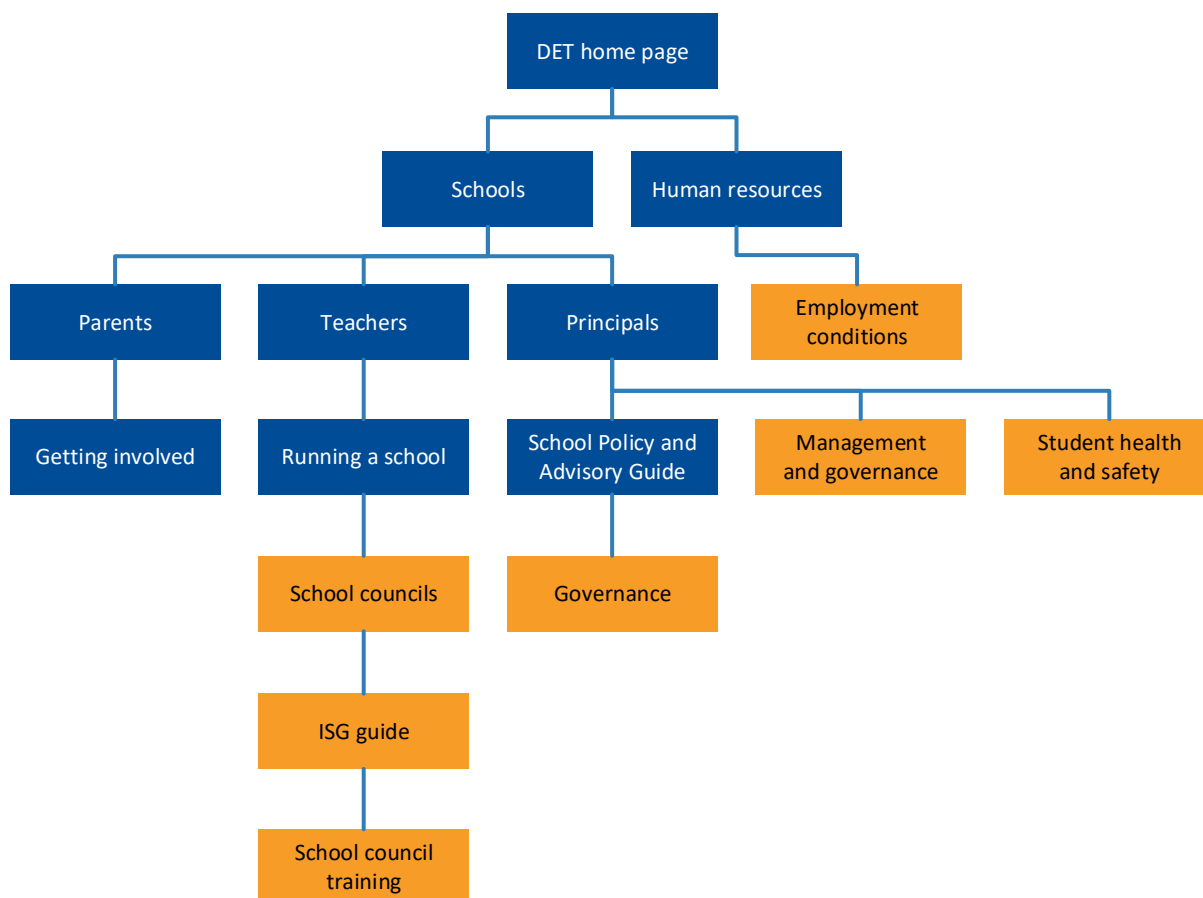 DET home page
Schools
Human resources
Parents
Teachers
Principals
Employment
conditions
Getting involved
Running a school
School Policy and
Advisory Guide
Management
and governance
Student health
and safety
School councils
Governance
ISG guide
School council
training